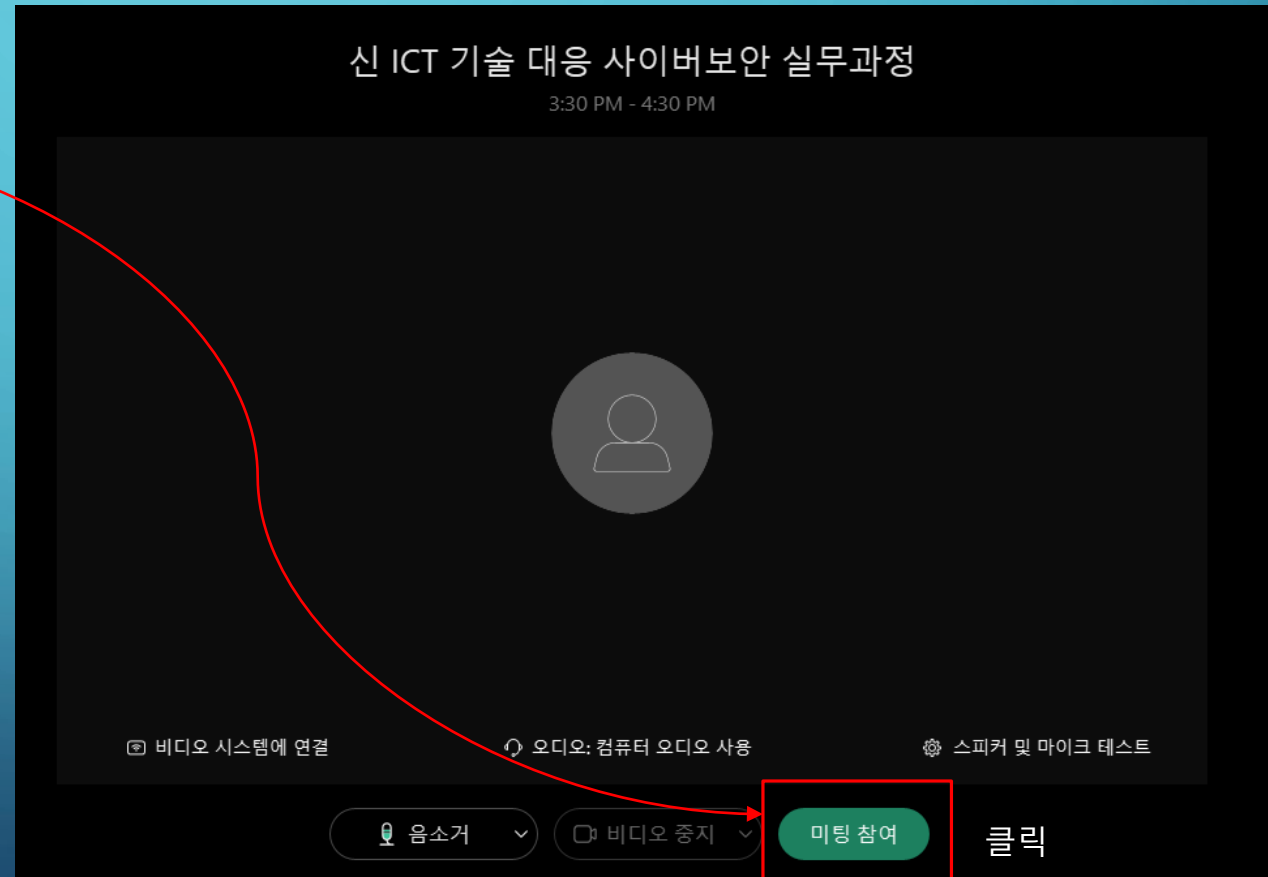 신 ICT 기술 대응 사이버보안 실무과정
3:30 PM - 4:30 PM
비디오 시스템에 연결
오디오: 컴퓨터 오디오 사용
스피커 및 마이크 테스트
음소거
비디오 중지
미팅 참여
클릭